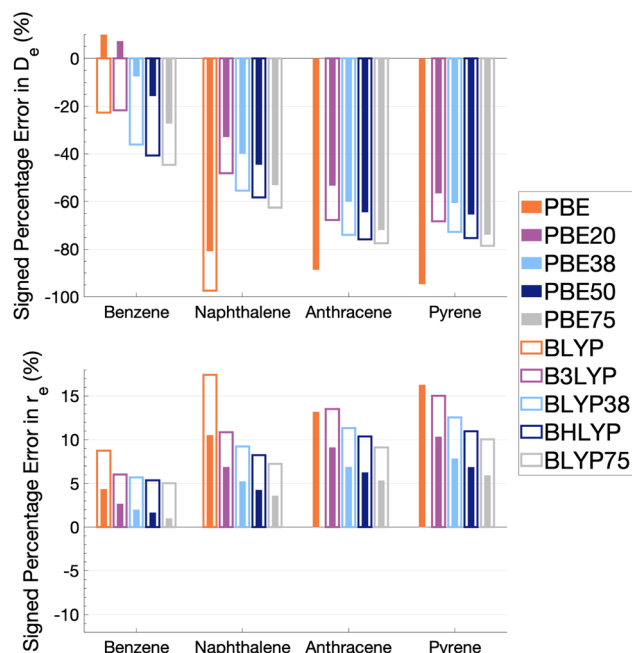 Signed Percentage Error in De (%)
0
-20
-40
-60
-80
-100
Benzene Naphthalene Anthracene Pyrene
Signed Percentage Error in re (%)
15
10
5
0
-5
-10
Benzene Naphthalene Anthracene Pyrene
PBE
PBE20
PBE38
PBE50
PBE75
BLYP
B3LYP
BLYP38
BHLYP
BLYP75